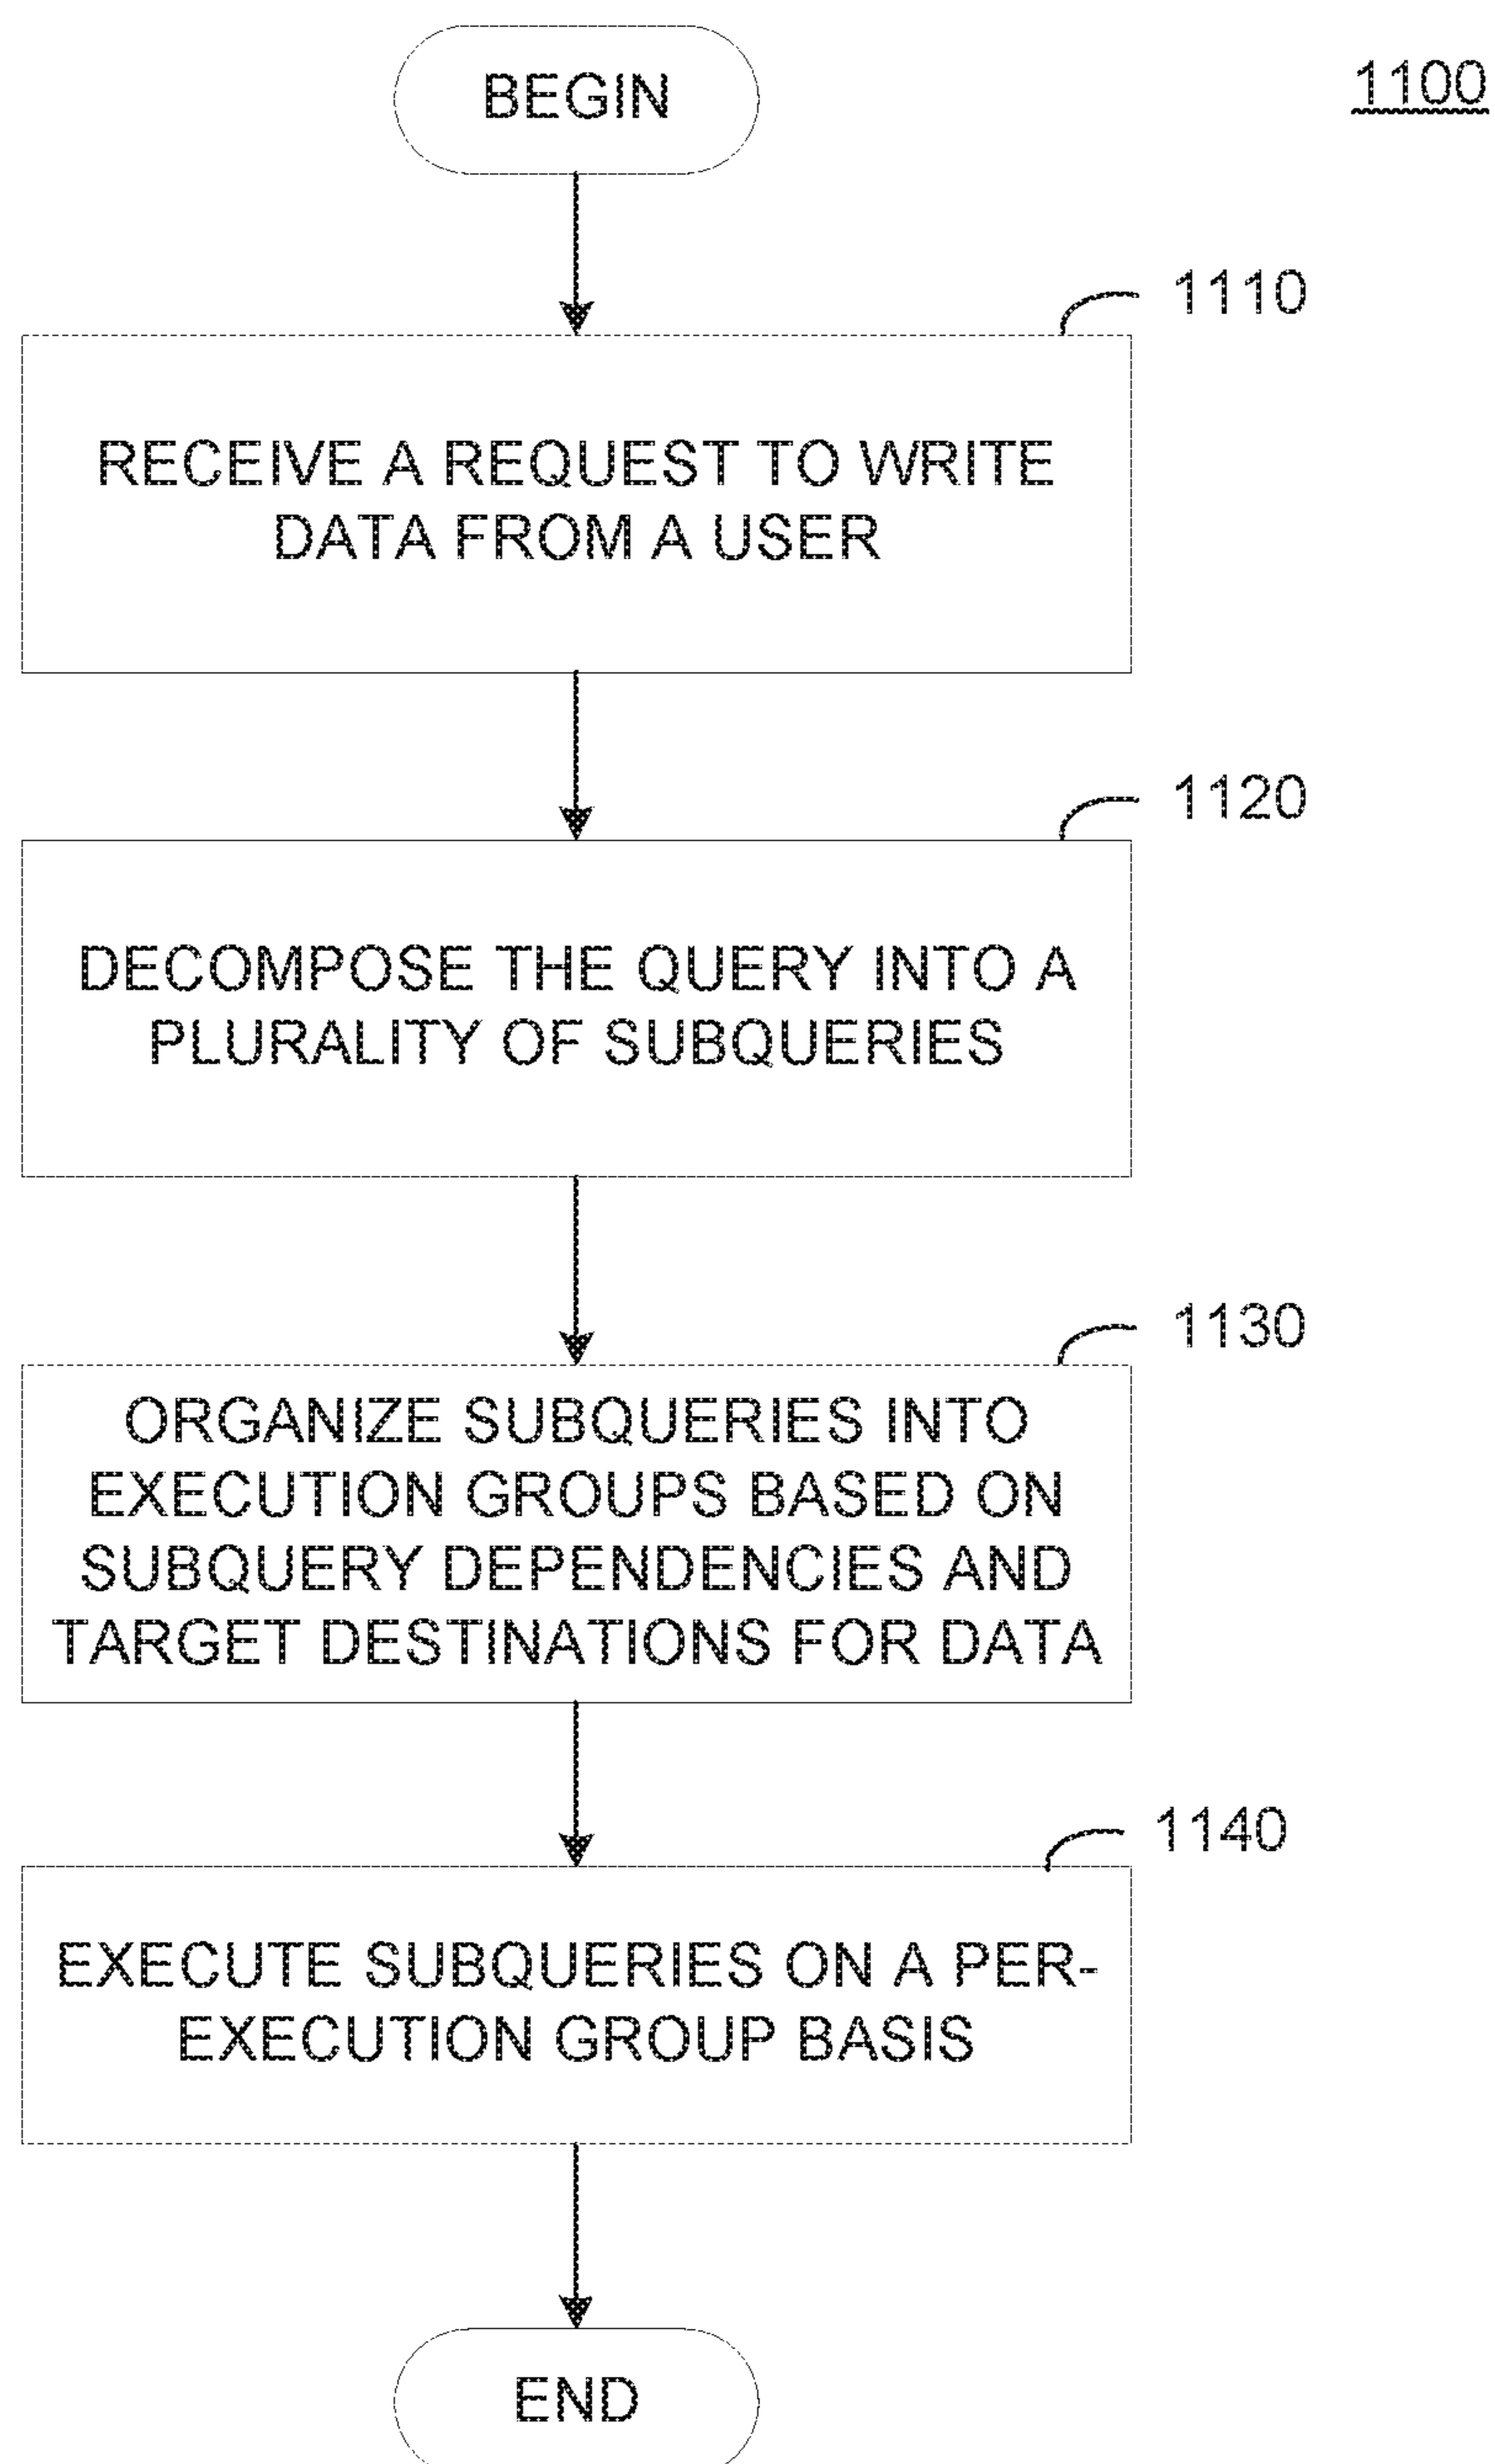 BEGIN
1100
1110
RECEIVE A REQUEST TO WRITE
DATA FROM A USER
1120
DECOMPOSE THE QUERY INTO A
PLURALITY OF SUBQUERIES
1130
ORGANIZE SUBQUERIES INTO
EXECUTION GROUPS BASED ON
SUBQUERY DEPENDENCIES AND
TARGET DESTINATIONS FOR DATA
1140
EXECUTE SUBQUERIES ON A PER-
EXECUTION GROUP BASIS
END